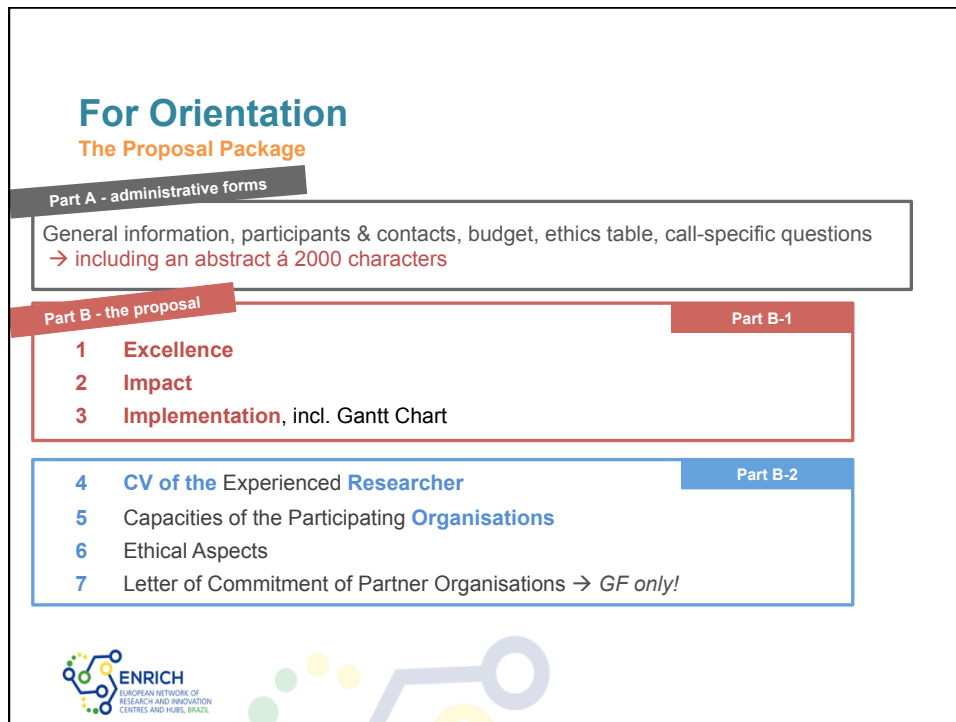 For Orientation
The Proposal Package
Part A - administrative forms
General information, participants & contacts, budget, ethics table, call-specific questions
→ including an abstract á 2000 characters
Part B - the proposal
Part B-1
1 Excellence
2 Impact
3 Implementation, incl. Gantt Chart
Part B-2
4 CV of the Experienced Researcher
5 Capacities of the Participating Organisations
6 Ethical Aspects
7 Letter of Commitment of Partner Organisations → GF only!
ENRICH
EUROPEAN NETWORK OF
RESEARCH AND INNOVATION
CENTRES AND HUBS, BRAZIL